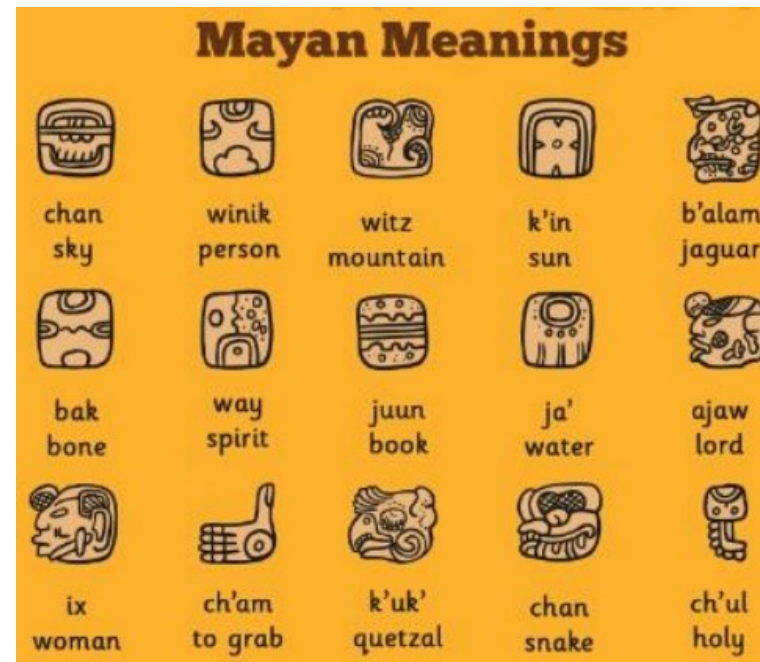 Mayan Meanings
chan winik witz k'in b'alam
sky person mountain sun jaguar
bak way juun ja' ajaw
bone spirit book water lord
ix ch'am k'uk' chan ch'ul
woman to grab quetzal snake holy